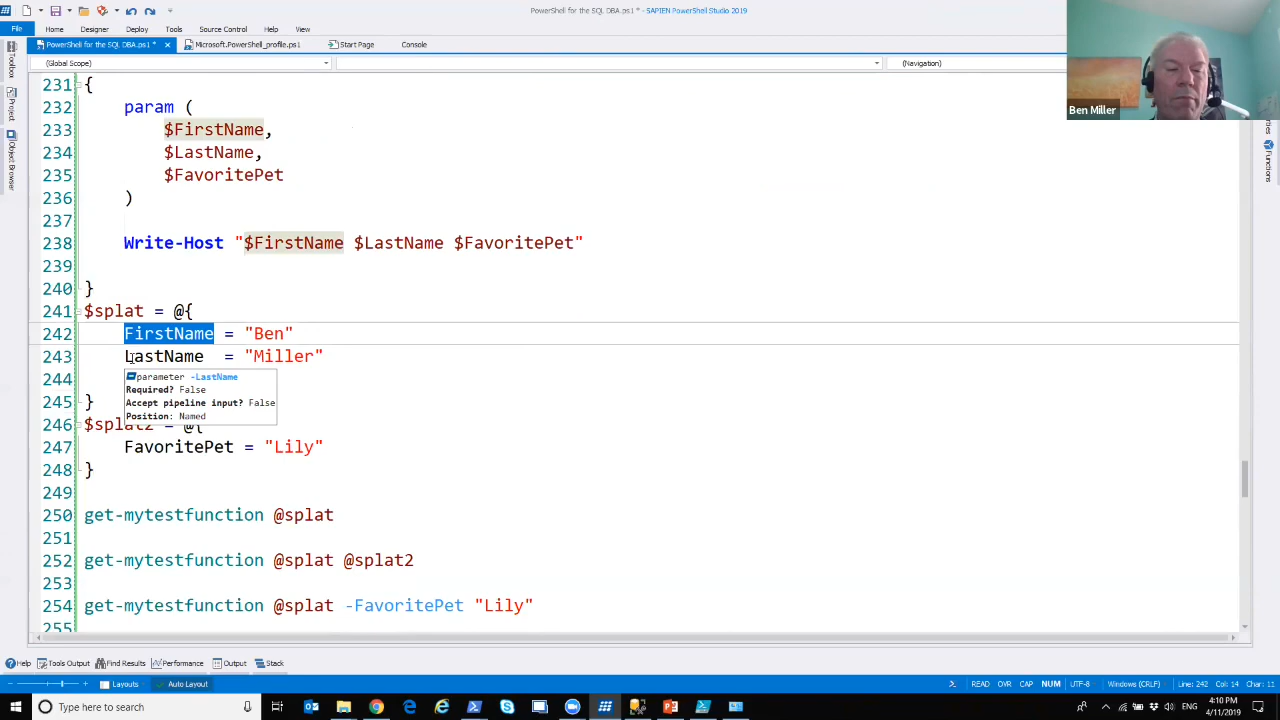 PowerShell for the SQL DBA.ps1 * - SAPIEN PowerShell Studio 2019
File Home Designer Deploy Tools Source Control Help View
PowerShell for the SQL DBA.ps1 * Microsoft.PowerShell_profile.ps1 Start Page Console
(Global Scope) (Navigation)
Toolbox
Project
Object Browser
Functions
Ben Miller
231 {
232 param (
233 $FirstName,
234 $LastName,
235 $FavoritePet
236 )
237
238 Write-Host "$FirstName $LastName $FavoritePet"
239
240 }
241 $splat = @{
242 FirstName = "Ben"
243 LastName = "Miller"
244
parameter -LastName
Required? False
Accept pipeline input? False
Position: Named
245 }
246 $splat2 = @{
247 FavoritePet = "Lily"
248 }
249
250 get-mytestfunction @splat
251
252 get-mytestfunction @splat @splat2
253
254 get-mytestfunction @splat -FavoritePet "Lily"
255
Help Tools Output Find Results Performance Output Stack
Layouts Auto Layout READ OVR CAP NUM UTF-8 Windows (CRLF) Line: 242 Col: 14 Char: 11
Type here to search ENG 4:10 PM
4/11/2019